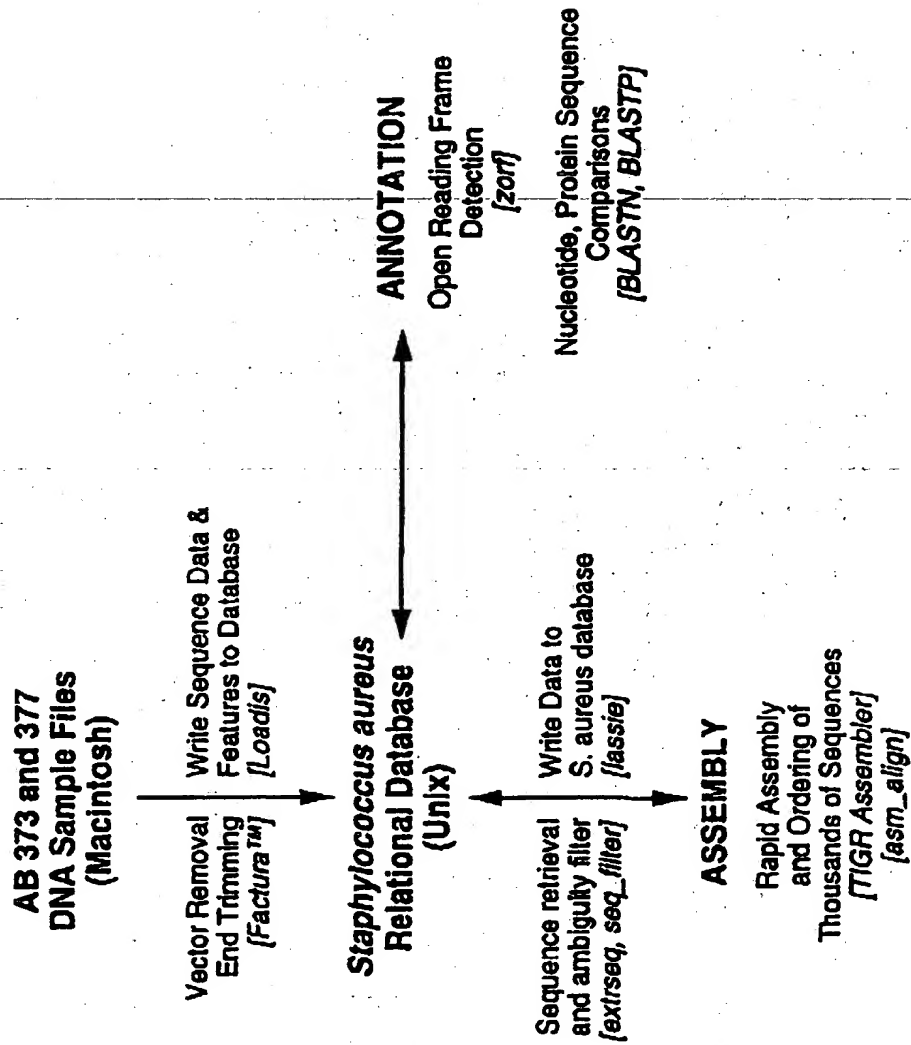 AB 373 and 377
DNA Sample Files
(Macintosh)
Vector Removal
End Trimming
[Factura™]
Write Sequence Data &
Features to Database
[Loadis]
Staphylococcus aureus
Relational Database
(Unix)
ANNOTATION
Open Reading Frame
Detection
[zorf]
Nucleotide, Protein Sequence
Comparisons
[BLASTN, BLASTP]
Sequence retrieval
and ambiguity filter
[extrseq, seq_filter]
Write Data to
S. aureus database
[lassie]
ASSEMBLY
Rapid Assembly
and Ordering of
Thousands of Sequences
[TIGR Assembler]
[asm_align]